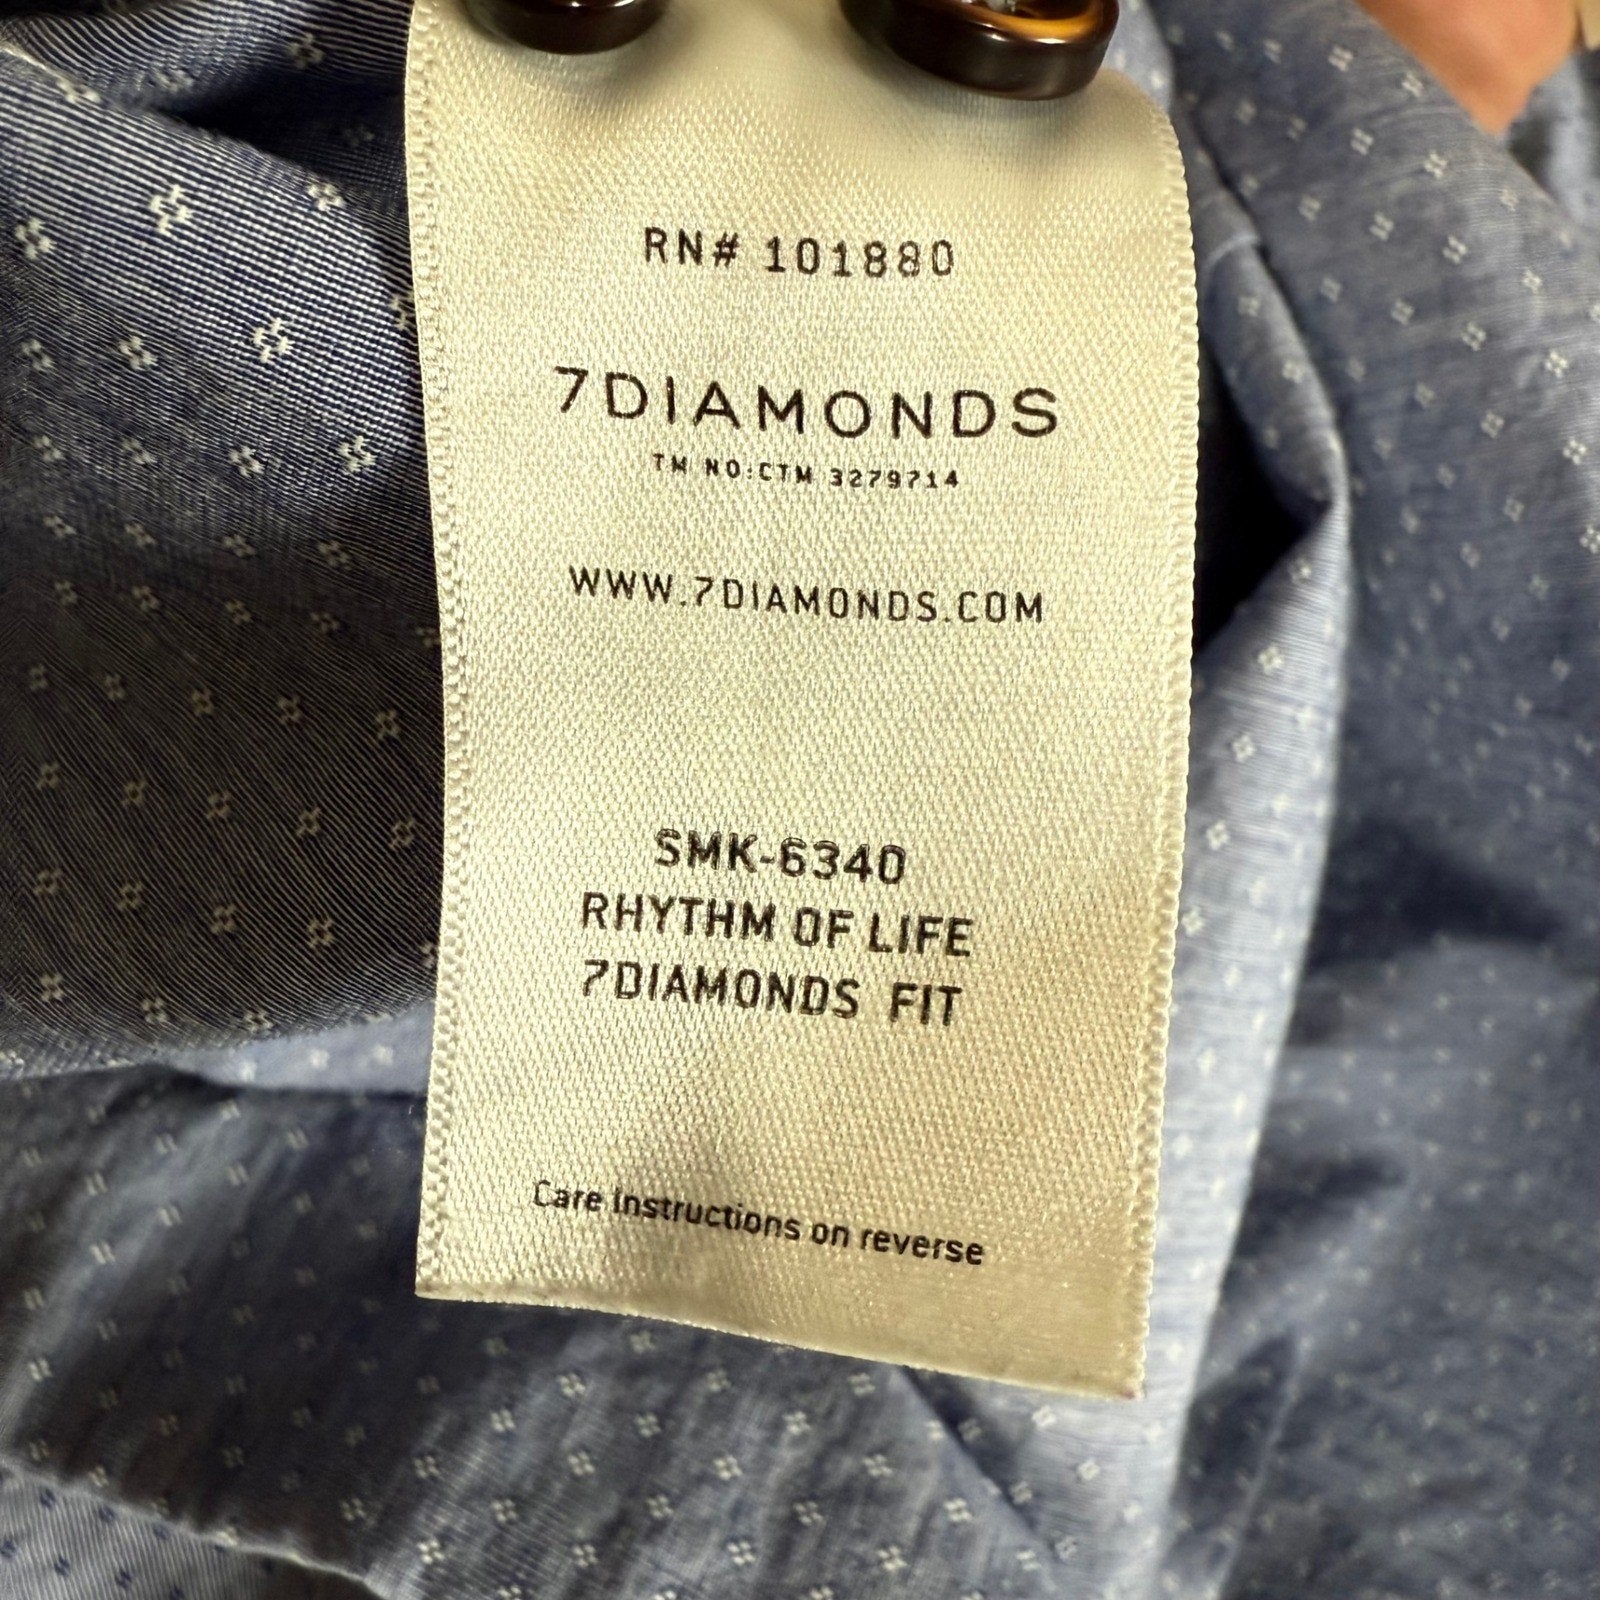 RN# 101880
7DIAMONDS
TM NO:CTM 3279714
WWW.7DIAMONDS.COM
SMK-6340
RHYTHM OF LIFE
7DIAMONDS FIT
Care Instructions on reverse